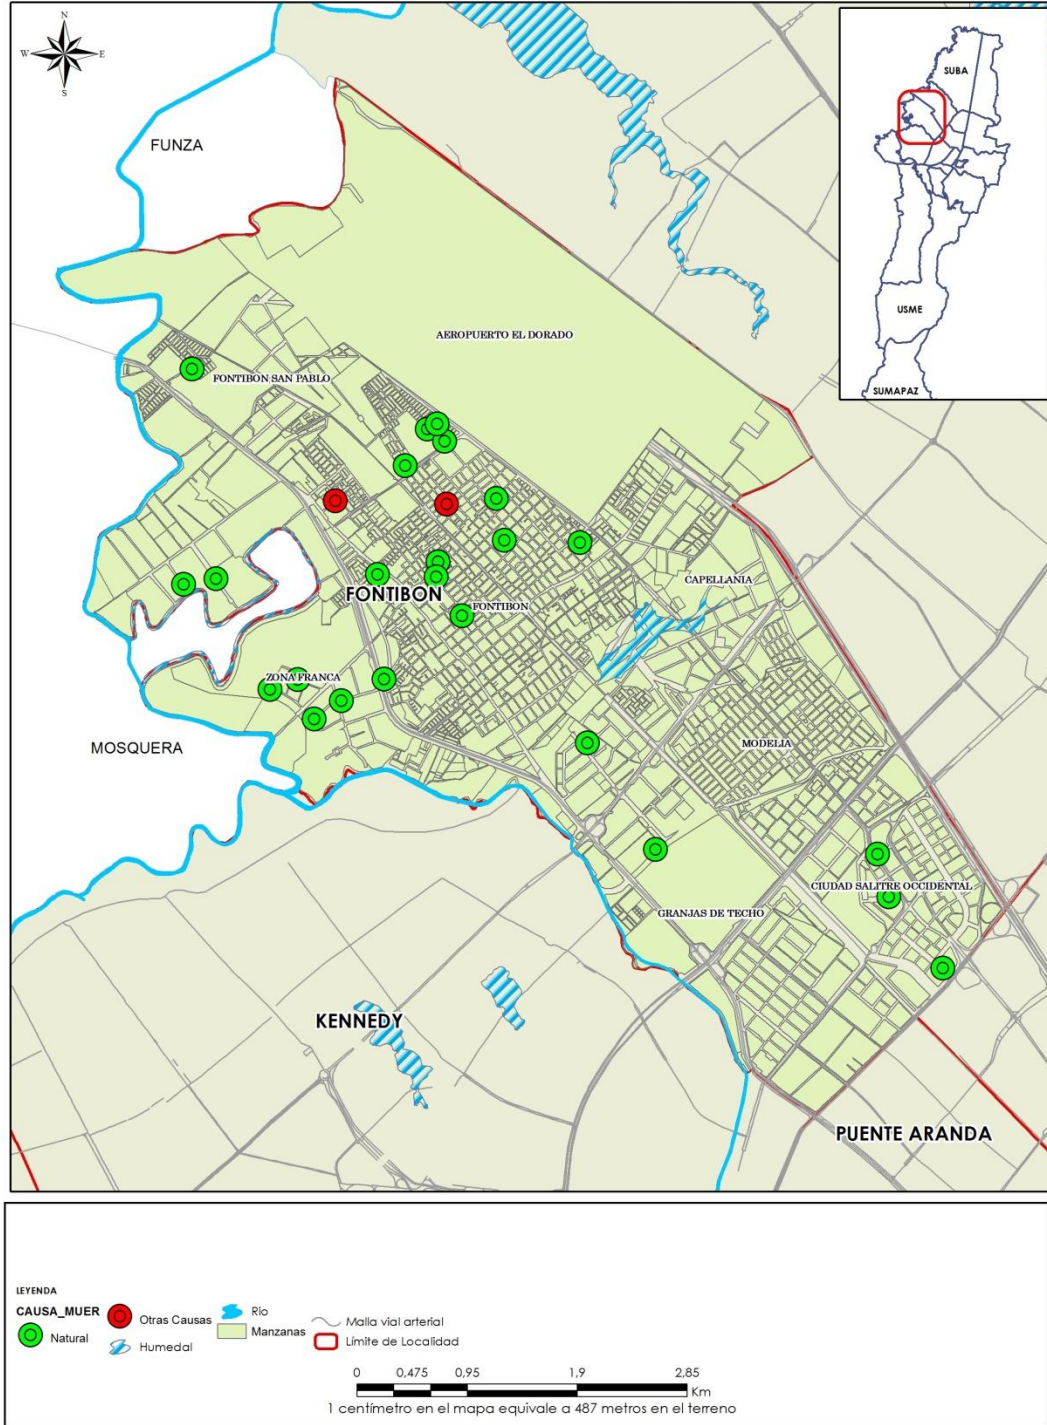 N
W
E
S
FUNZA
SUBA
USME
SUMAPAZ
AEROPUERTO EL DORADO
FONTIBON SAN PABLO
CAPELLANIA
FONTIBON
FONTIBON
ZONA FRANCA
MOSQUERA
MODELIA
CIUDAD SALITRE OCCIDENTAL
GRANJAS DE TECHO
KENNEDY
PUENTE ARANDA
LEYENDA
CAUSA_MUER
Natural
Otras Causas
Humedal
Río
Manzanas
Malla vial arterial
Límite de Localidad
0 0,475 0,95 1,9 2,85
Km
1 centímetro en el mapa equivale a 487 metros en el terreno